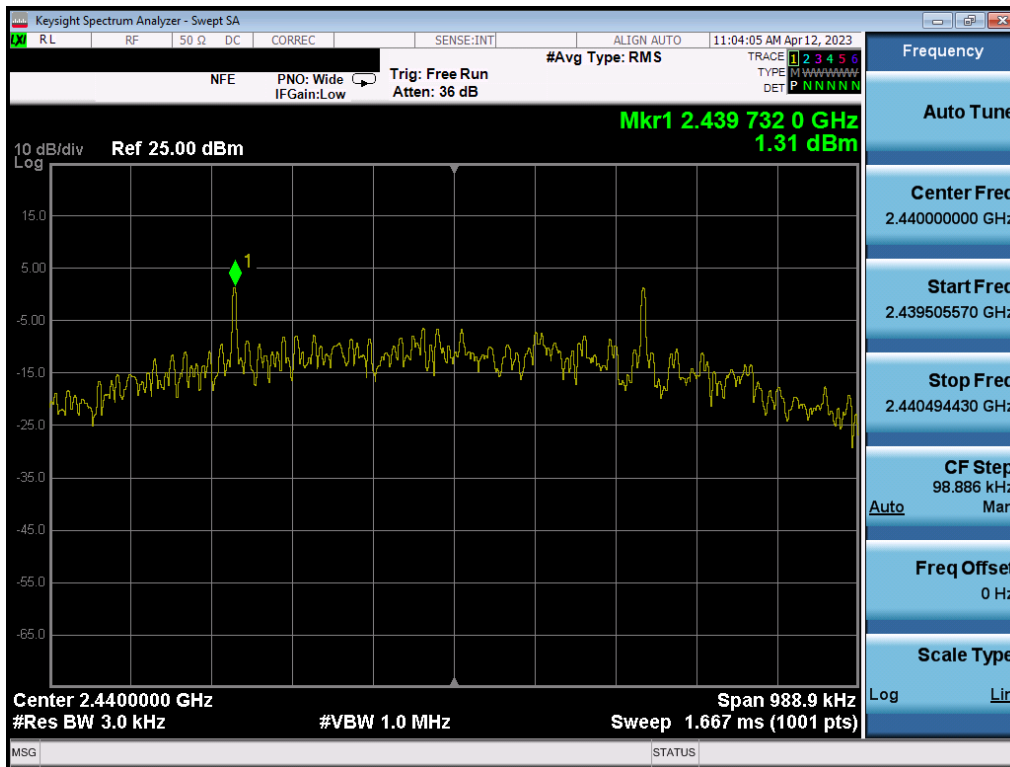 Keysight Spectrum Analyzer - Swept SA
LXI RL RF 50 Ω DC CORREC SENSE:INT ALIGN AUTO 11:04:05 AM Apr 12, 2023
NFE PNO: Wide IFGain:Low Trig: Free Run Atten: 36 dB #Avg Type: RMS
TRACE 1 2 3 4 5 6
TYPE M W W W W W
DET P N N N N N
Mkr1 2.439 732 0 GHz
1.31 dBm
10 dB/div Ref 25.00 dBm
Log
15.0
1
5.00
-5.00
-15.0
-25.0
-35.0
-45.0
-55.0
-65.0
Center 2.4400000 GHz Span 988.9 kHz
#Res BW 3.0 kHz #VBW 1.0 MHz Sweep 1.667 ms (1001 pts)
MSG STATUS
Frequency
Auto Tune
Center Freq
2.440000000 GHz
Start Freq
2.439505570 GHz
Stop Freq
2.440494430 GHz
CF Step
98.886 kHz
Auto Man
Freq Offset
0 Hz
Scale Type
Log Lin